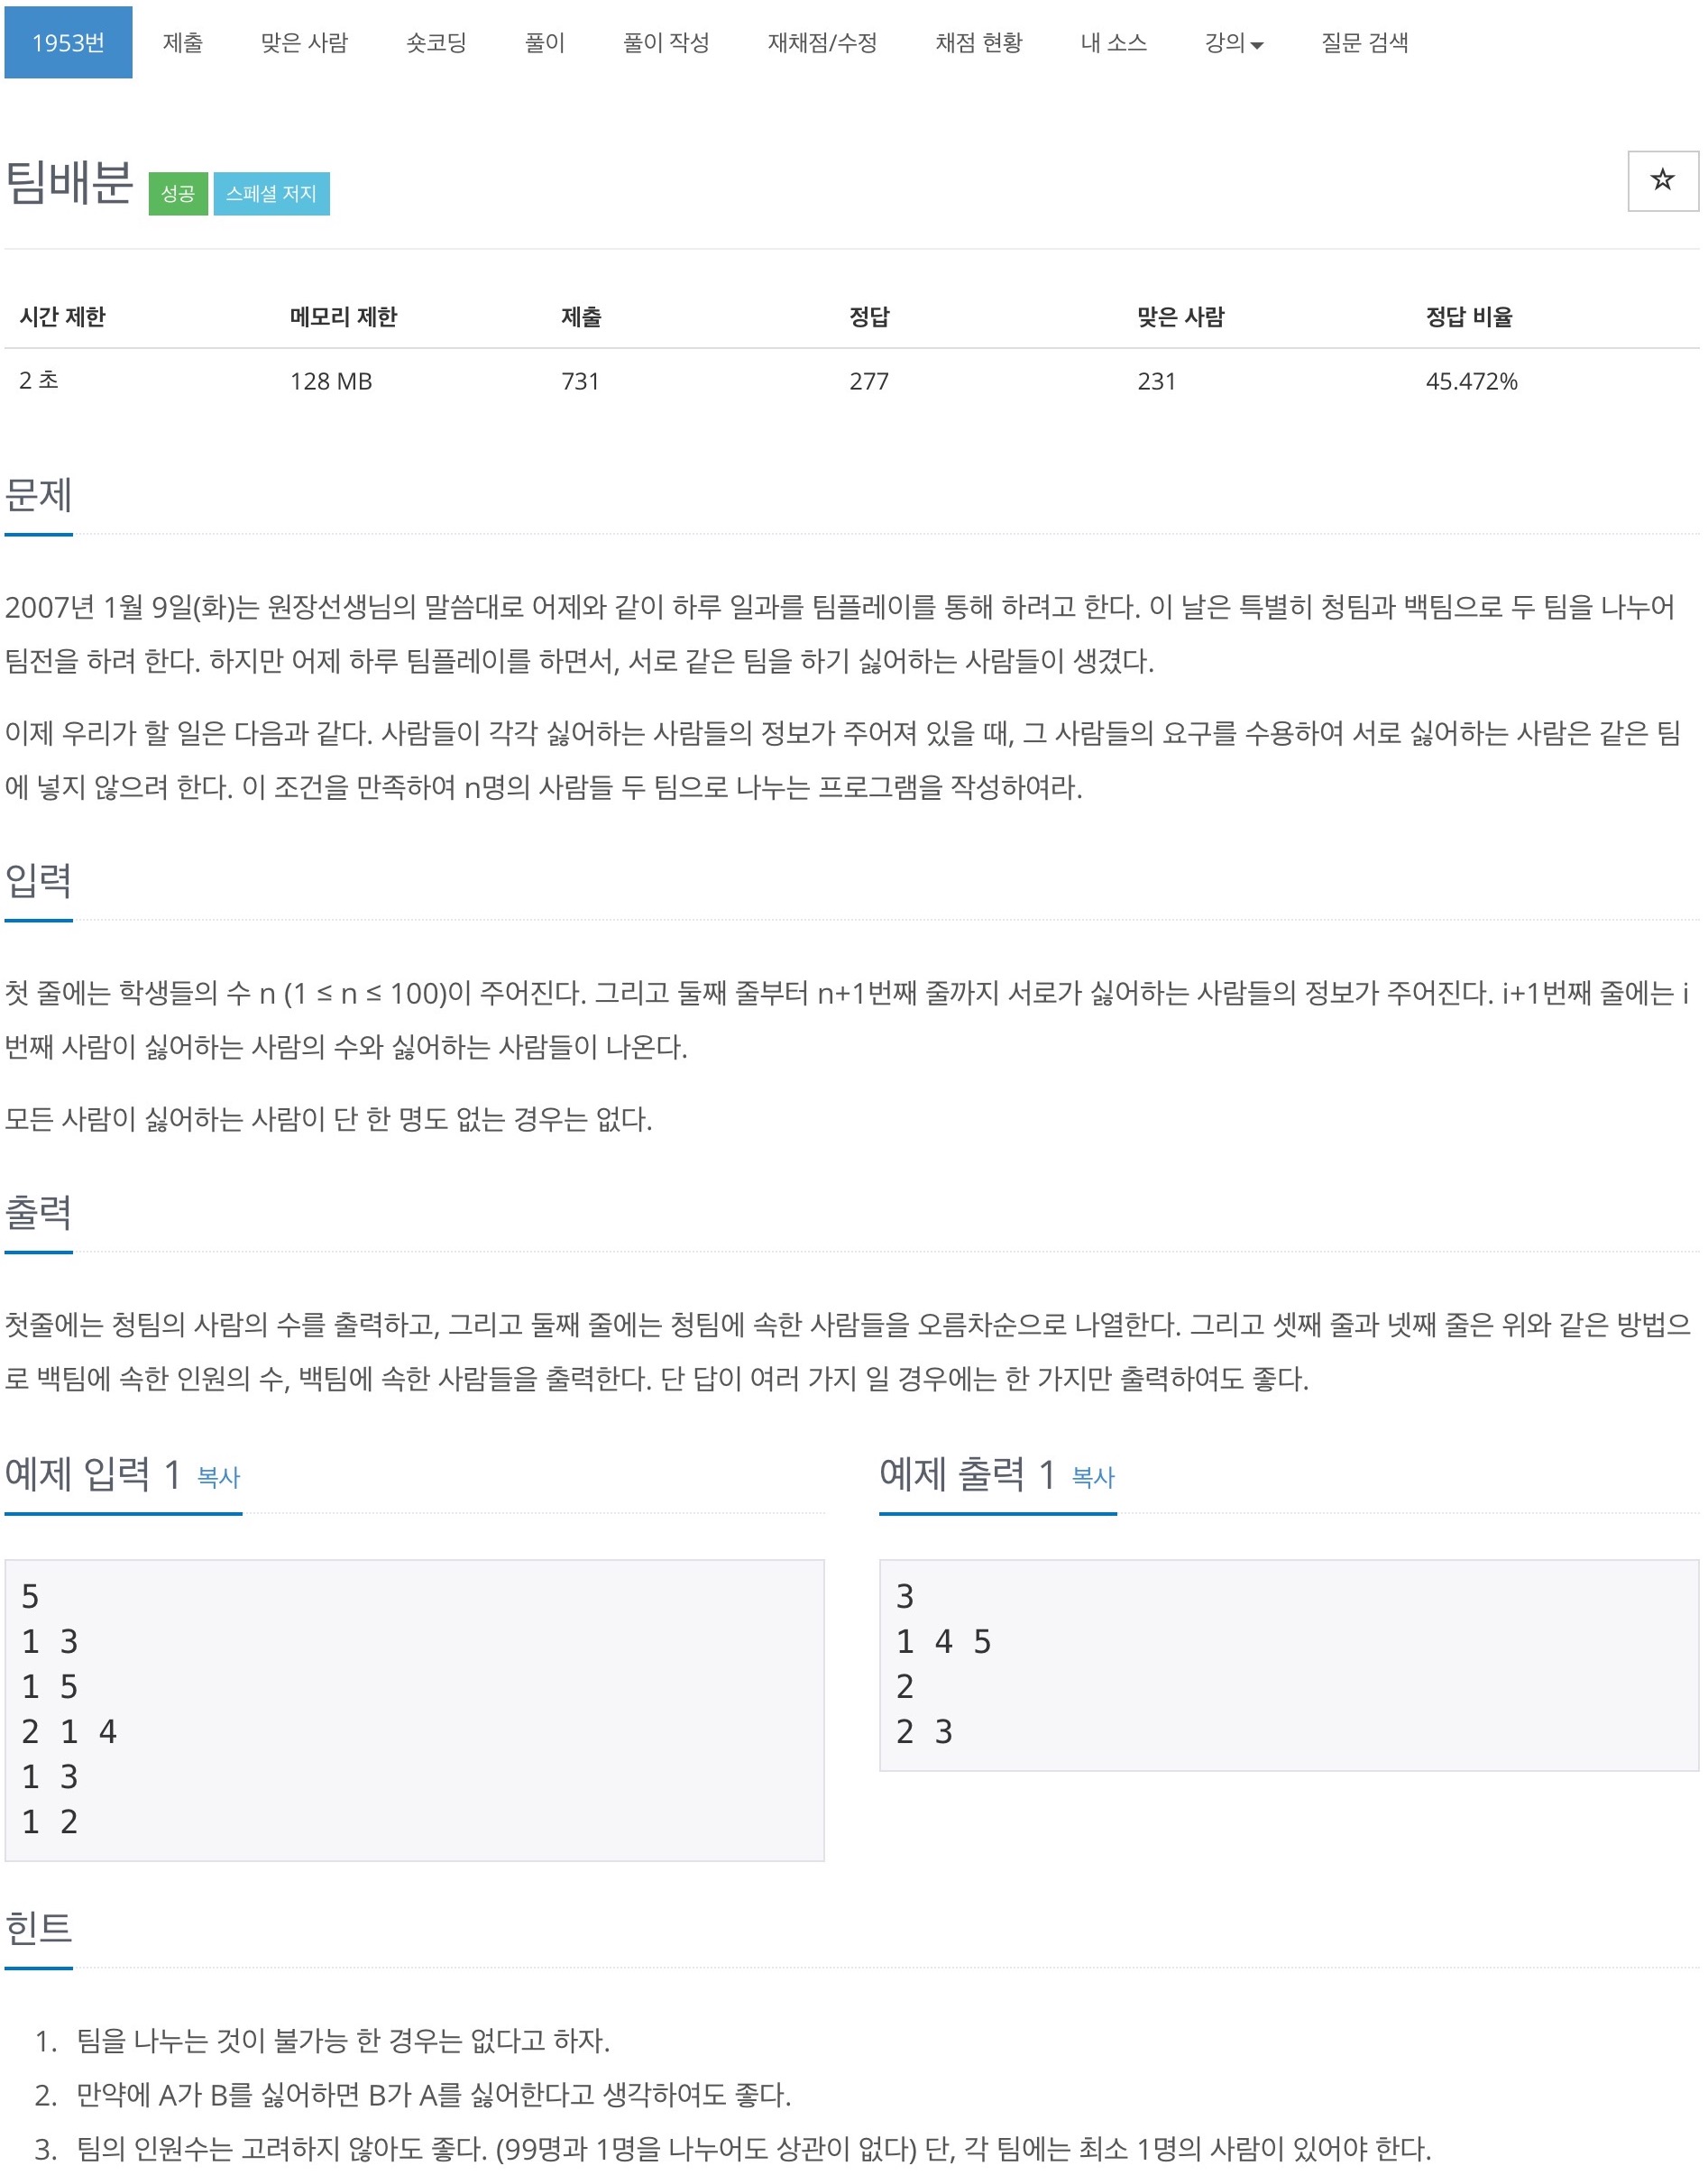 1953번 제출 맞은 사람 숏코딩 풀이 풀이 작성 재채점/수정 채점 현황 내 소스 강의 질문 검색
팀배분 성공 스페셜 저지 ☆
시간 제한 메모리 제한 제출 정답 맞은 사람 정답 비율
2 초 128 MB 731 277 231 45.472%
문제
2007년 1월 9일(화)는 원장선생님의 말씀대로 어제와 같이 하루 일과를 팀플레이를 통해 하려고 한다. 이 날은 특별히 청팀과 백팀으로 두 팀을 나누어
팀전을 하려 한다. 하지만 어제 하루 팀플레이를 하면서, 서로 같은 팀을 하기 싫어하는 사람들이 생겼다.
이제 우리가 할 일은 다음과 같다. 사람들이 각각 싫어하는 사람들의 정보가 주어져 있을 때, 그 사람들의 요구를 수용하여 서로 싫어하는 사람은 같은 팀
에 넣지 않으려 한다. 이 조건을 만족하여 n명의 사람들 두 팀으로 나누는 프로그램을 작성하여라.
입력
첫 줄에는 학생들의 수 n (1 ≤ n ≤ 100)이 주어진다. 그리고 둘째 줄부터 n+1번째 줄까지 서로가 싫어하는 사람들의 정보가 주어진다. i+1번째 줄에는 i
번째 사람이 싫어하는 사람의 수와 싫어하는 사람들이 나온다.
모든 사람이 싫어하는 사람이 단 한 명도 없는 경우는 없다.
출력
첫줄에는 청팀의 사람의 수를 출력하고, 그리고 둘째 줄에는 청팀에 속한 사람들을 오름차순으로 나열한다. 그리고 셋째 줄과 넷째 줄은 위와 같은 방법으
로 백팀에 속한 인원의 수, 백팀에 속한 사람들을 출력한다. 단 답이 여러 가지 일 경우에는 한 가지만 출력하여도 좋다.
예제 입력 1 복사
5
1 3
1 5
2 1 4
1 3
1 2
예제 출력 1 복사
3
1 4 5
2
2 3
힌트
1. 팀을 나누는 것이 불가능 한 경우는 없다고 하자.
2. 만약에 A가 B를 싫어하면 B가 A를 싫어한다고 생각하여도 좋다.
3. 팀의 인원수는 고려하지 않아도 좋다. (99명과 1명을 나누어도 상관이 없다) 단, 각 팀에는 최소 1명의 사람이 있어야 한다.